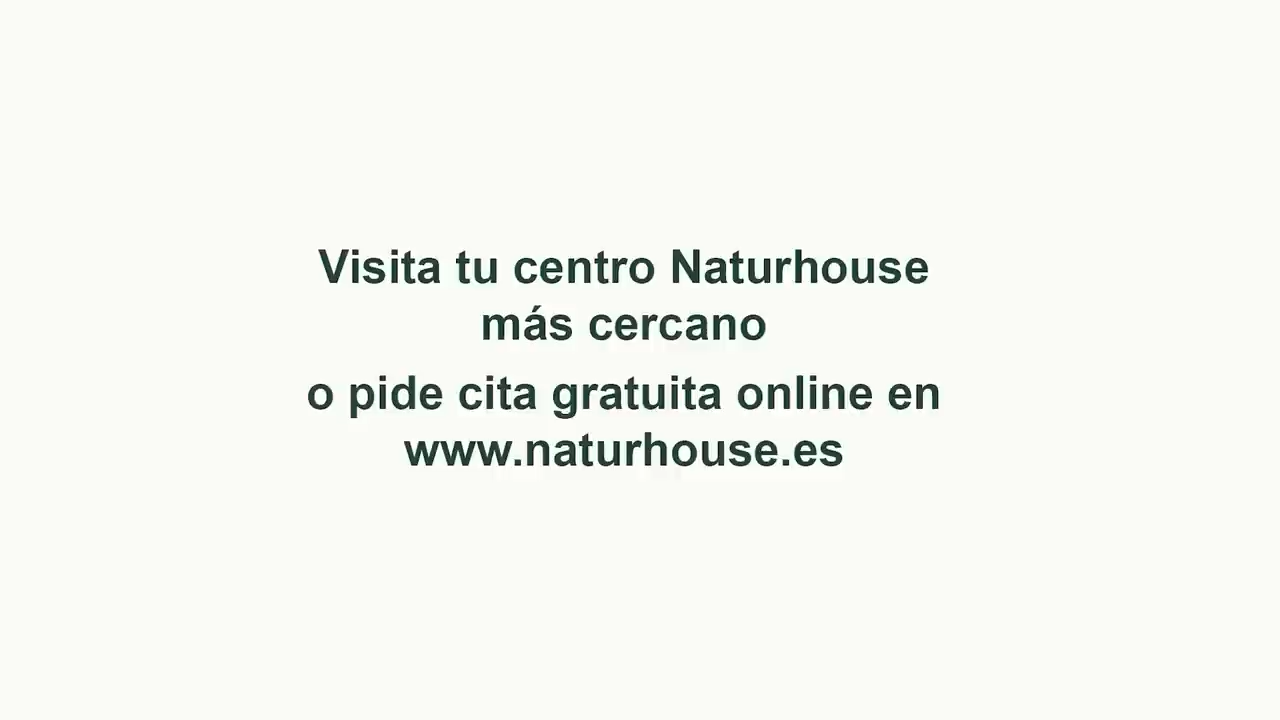 Visita tu centro Naturhouse
más cercano
o pide cita gratuita online en
www.naturhouse.es